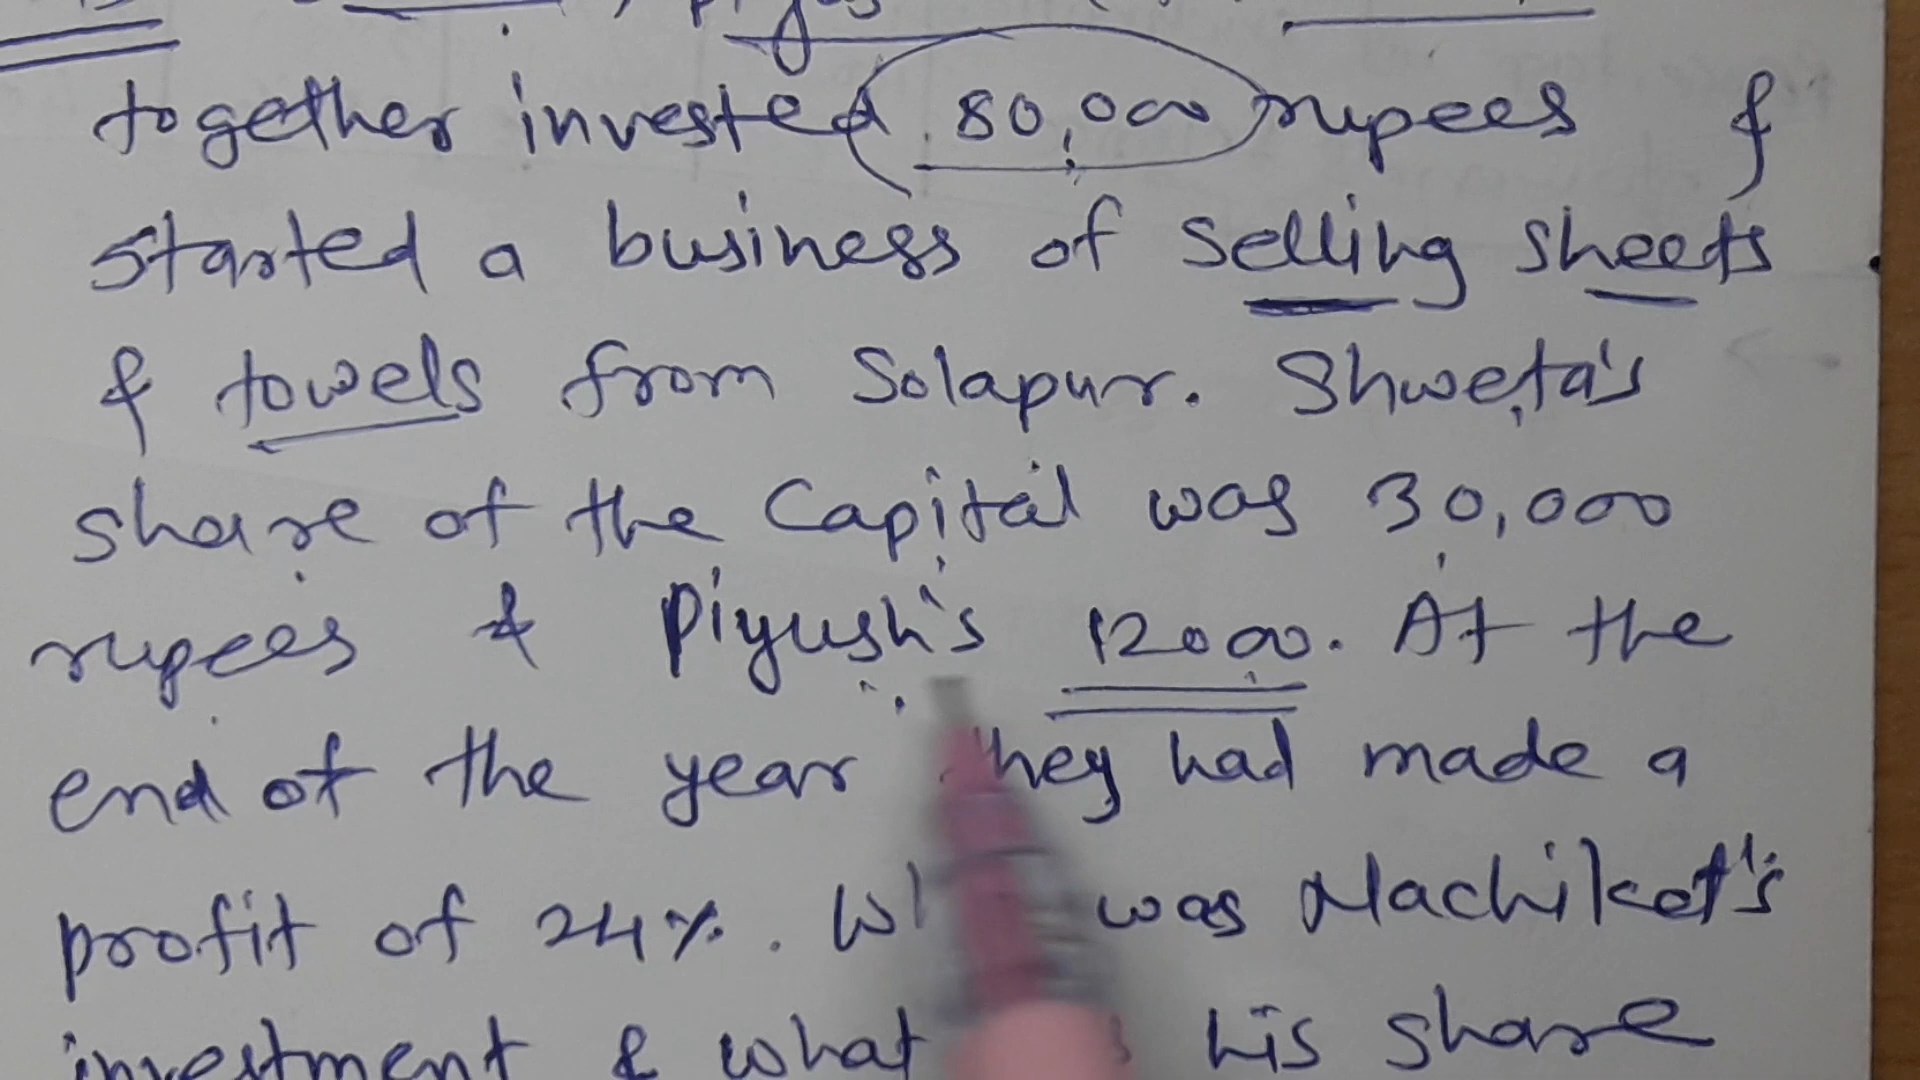 together invested 80,000 rupees &
started a business of selling sheets
& towels from Solapur. Shweta's
share of the Capital was 30,000
rupees & Piyush's 12000. At the
end of the year they had made a
profit of 24%. was Nachiket's
investment & what his share